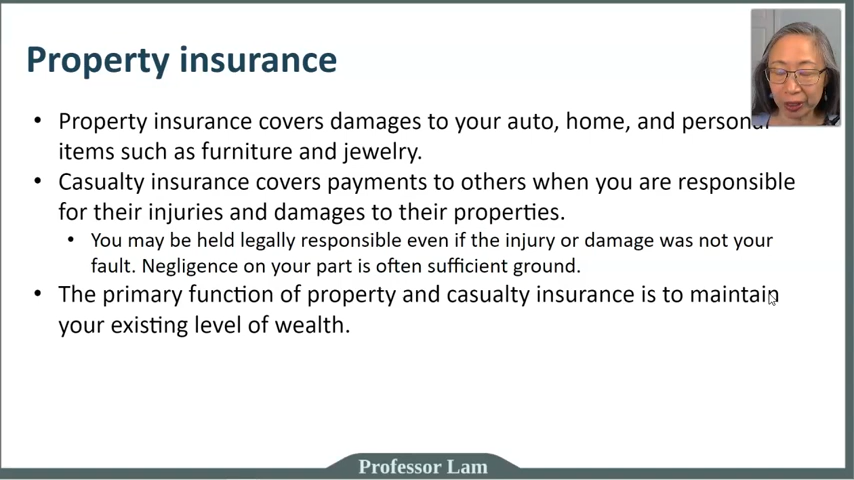 Property insurance
• Property insurance covers damages to your auto, home, and personal
items such as furniture and jewelry.
• Casualty insurance covers payments to others when you are responsible
for their injuries and damages to their properties.
• You may be held legally responsible even if the injury or damage was not your
fault. Negligence on your part is often sufficient ground.
• The primary function of property and casualty insurance is to maintain
your existing level of wealth.
Professor Lam